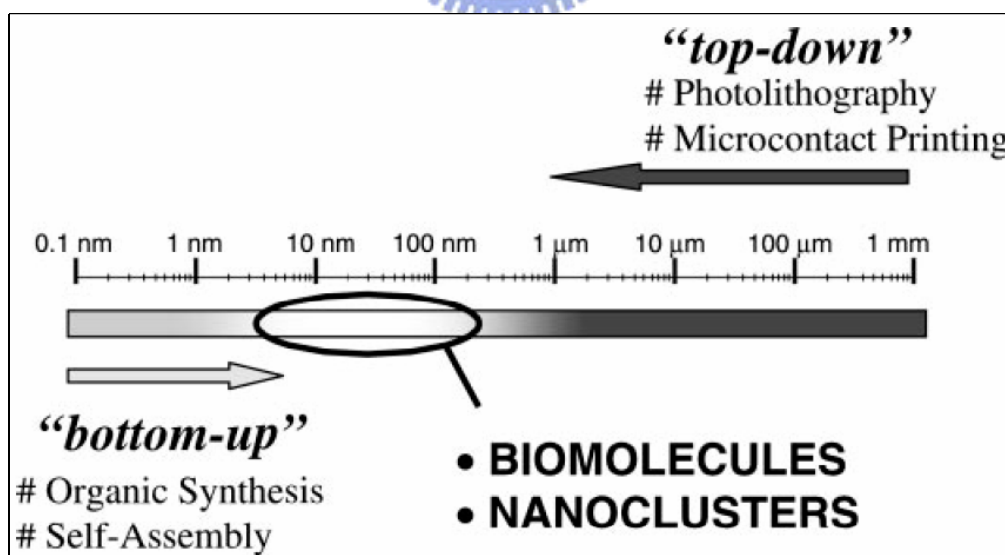 “top-down”
# Photolithography
# Microcontact Printing
0.1 nm 1 nm 10 nm 100 nm 1 μm 10 μm 100 μm 1 mm
“bottom-up”
# Organic Synthesis
# Self-Assembly
• BIOMOLECULES
• NANOCLUSTERS